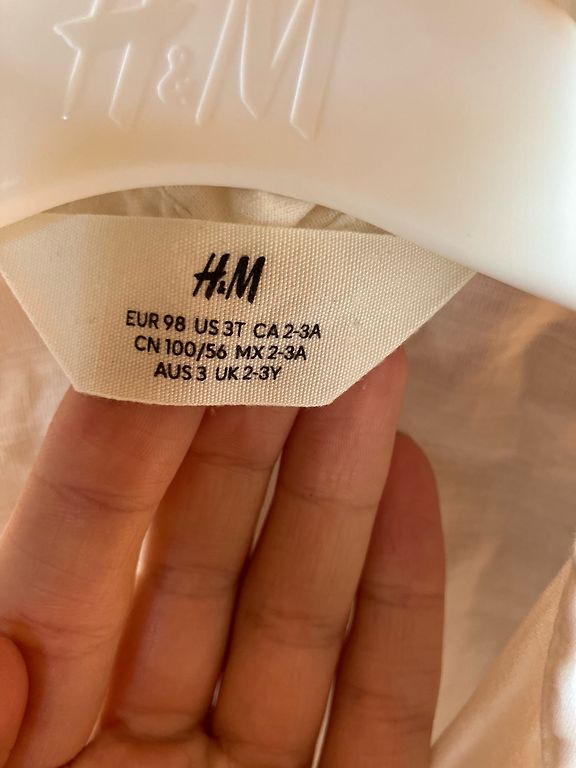 H&M
H&M
EUR 98 US 3T CA 2-3A
CN 100/56 MX 2-3A
AUS 3 UK 2-3Y